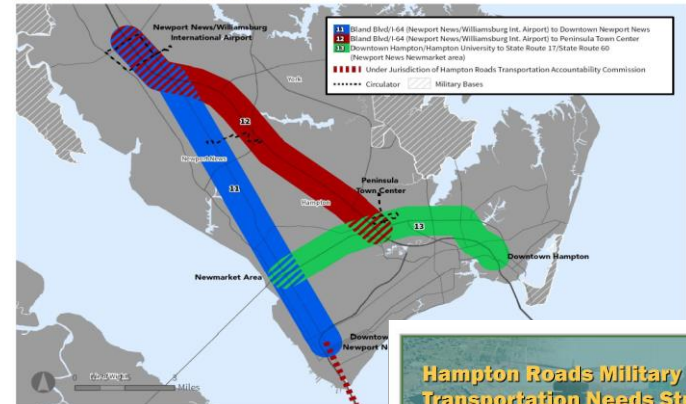 Newport News/Williamsburg
International Airport
11 Bland Blvd/I-64 (Newport News/Williamsburg Int. Airport) to Downtown Newport News
12 Bland Blvd/I-64 (Newport News/Williamsburg Int. Airport) to Peninsula Town Center
13 Downtown Hampton/Hampton University to State Route 17/State Route 60
(Newport News Newmarket area)
Under Jurisdiction of Hampton Roads Transportation Accountability Commission
Circulator Military Bases
York
12
Newport News
11
Peninsula
Town Center
Hampton
13
Downtown Hampton
Newmarket Area
Newport N
Miles
Hampton Roads Military
Transportation Needs